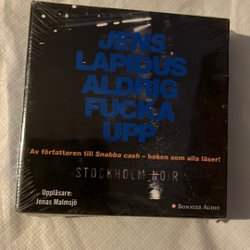 JENS
LAPIDUS
ALDRIG
FUCKA
UPP
Av författaren till Snabba cash – boken som alla läser!
STOCKHOLM NOIR
Uppläsare:
Jonas Malmsjö
BONNIER AUDIO